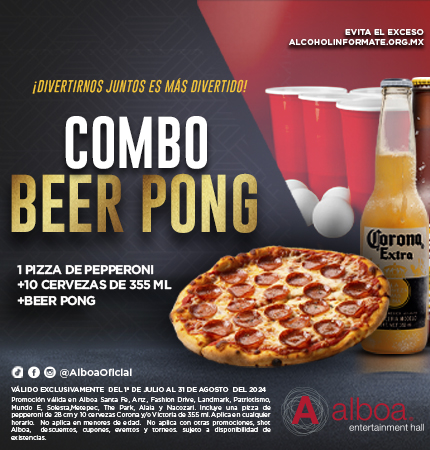 EVITA EL EXCESO
ALCOHOLINFORMATE.ORG.MX
¡DIVERTIRNOS JUNTOS ES MÁS DIVERTIDO!
COMBO
BEER PONG
1 PIZZA DE PEPPERONI
+10 CERVEZAS DE 355 ML
+BEER PONG
Corona
Extra
@AlboaOficial
VÁLIDO EXCLUSIVAMENTE DEL 1º DE JULIO AL 31 DE AGOSTO DEL 2024
Promoción válida en Alboa Santa Fe, Artz, Fashion Drive, Landmark, Patriotismo,
Mundo E, Solesta, Metepec, The Park, Alaïa y Nacozari. Incluye una pizza de
pepperoni de 28 cm y 10 cervezas Corona y/o Victoria de 355 ml. Aplica en cualquier
horario. No aplica en menores de edad. No aplica con otras promociones, shot
Alboa, descuentos, cupones, eventos y torneos. sujeto a disponibilidad de
existencias.
alboa.
entertainment hall